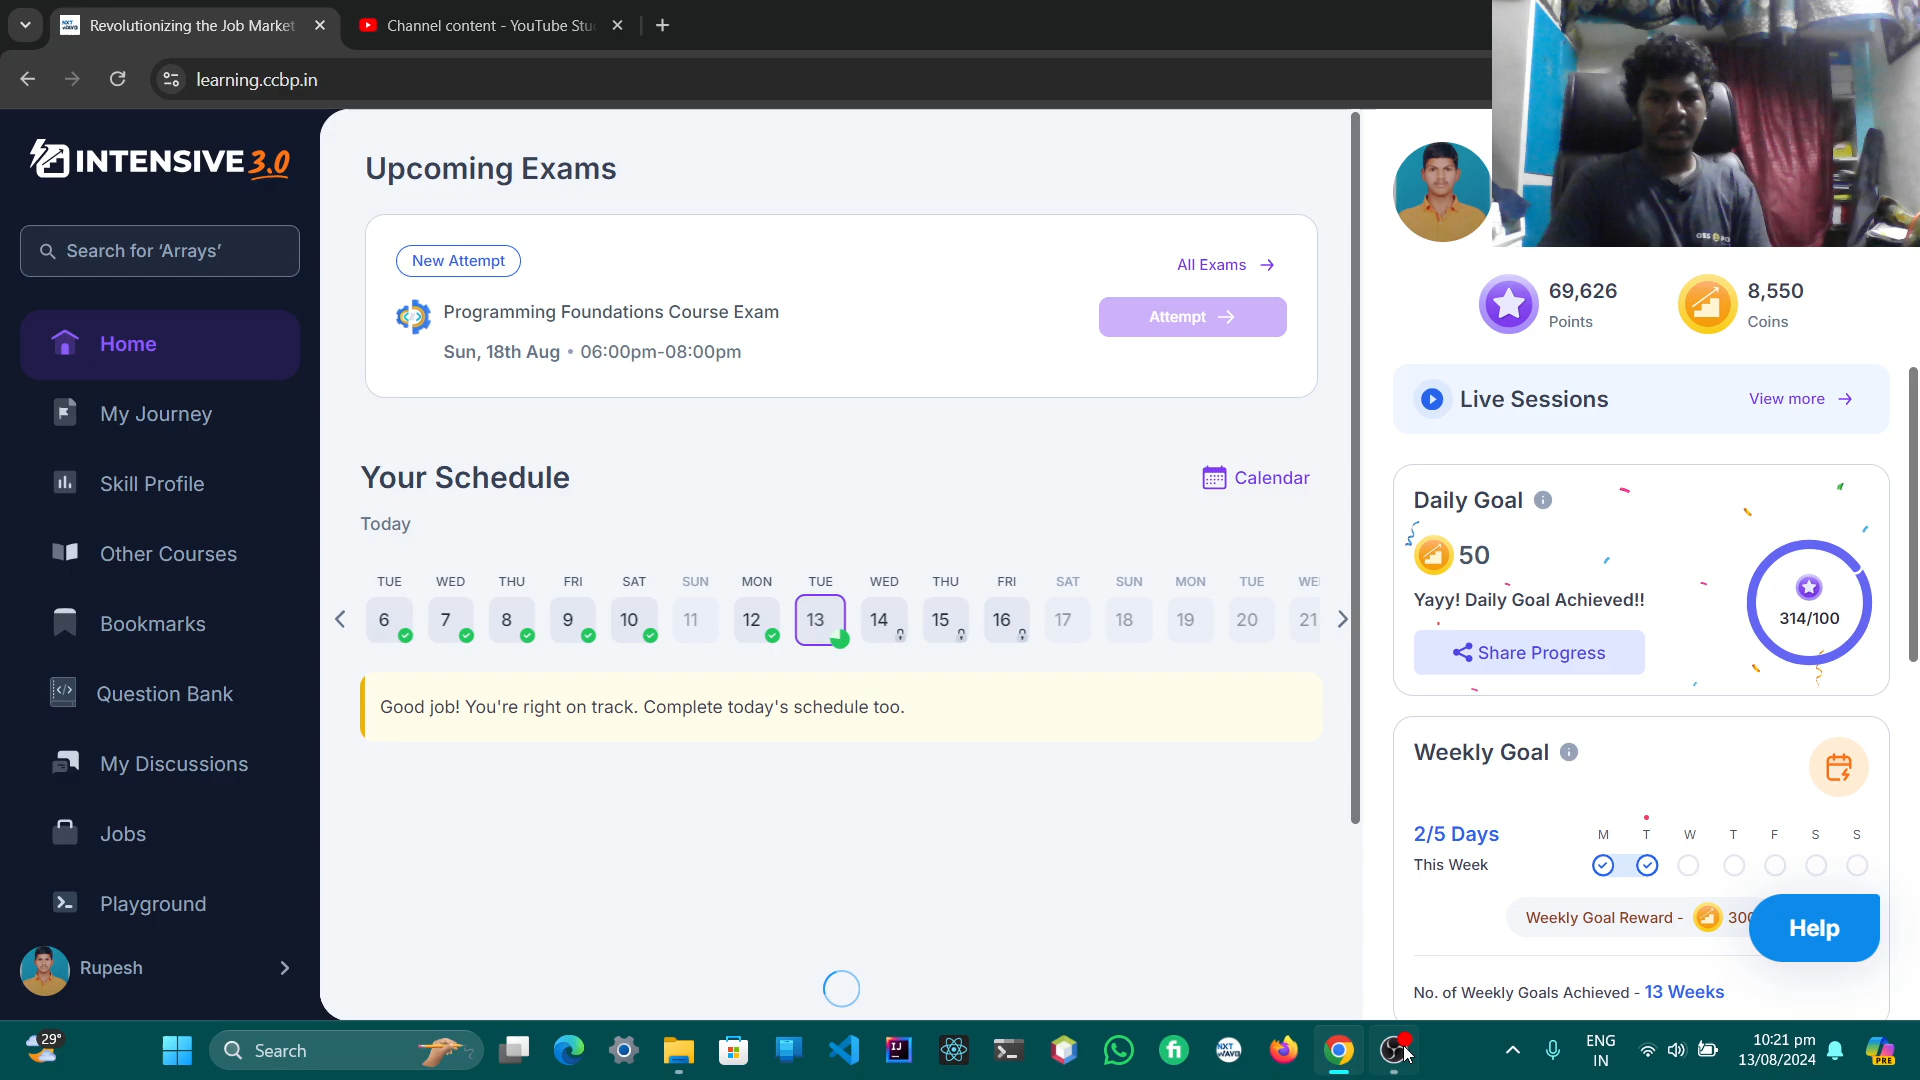 Revolutionizing the Job Market
Channel content - YouTube Stu
learning.ccbp.in
INTENSIVE 3.0
Search for ‘Arrays’
Home
My Journey
Skill Profile
Other Courses
Bookmarks
Question Bank
My Discussions
Jobs
Playground
Rupesh
Upcoming Exams
New Attempt
All Exams
Programming Foundations Course Exam
Attempt
Sun, 18th Aug • 06:00pm-08:00pm
Your Schedule
Calendar
Today
TUE WED THU FRI SAT SUN MON TUE WED THU FRI SAT SUN MON TUE WE
6 7 8 9 10 11 12 13 14 15 16 17 18 19 20 21
Good job! You're right on track. Complete today's schedule too.
69,626
Points
8,550
Coins
Live Sessions
View more
Daily Goal
50
Yayy! Daily Goal Achieved!!
314/100
Share Progress
Weekly Goal
2/5 Days
M T W T F S S
This Week
Weekly Goal Reward - 300
Help
No. of Weekly Goals Achieved - 13 Weeks
29°
Search
NXT
WAVE
PRE
ENG
IN
10:21 pm
13/08/2024